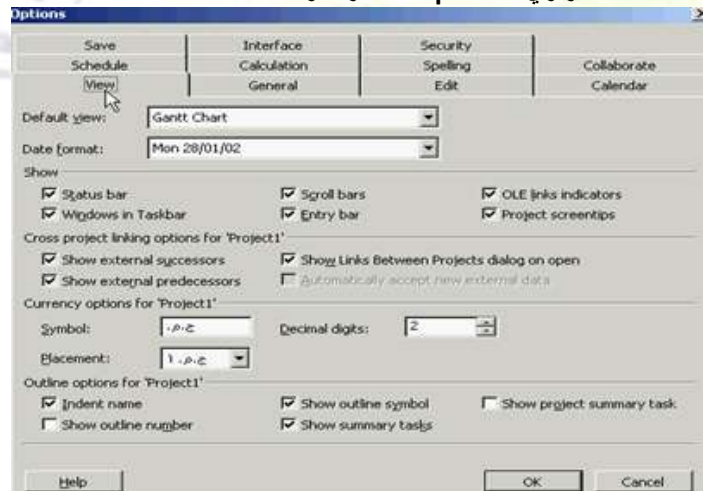 Options
Save Interface Security
Schedule Calculation Spelling Collaborate
View General Edit Calendar
Default view: Gantt Chart
Date format: Mon 28/01/02
Show
Status bar Scroll bars OLE links indicators
Windows in Taskbar Entry bar Project screentips
Cross project linking options for 'Project1'
Show external successors Show Links Between Projects dialog on open
Show external predecessors Automatically accept new external data
Currency options for 'Project1'
Symbol: ج.م. Decimal digits: 2
Placement: ج.م. ١
Outline options for 'Project1'
Indent name Show outline symbol Show project summary task
Show outline number Show summary tasks
Help OK Cancel